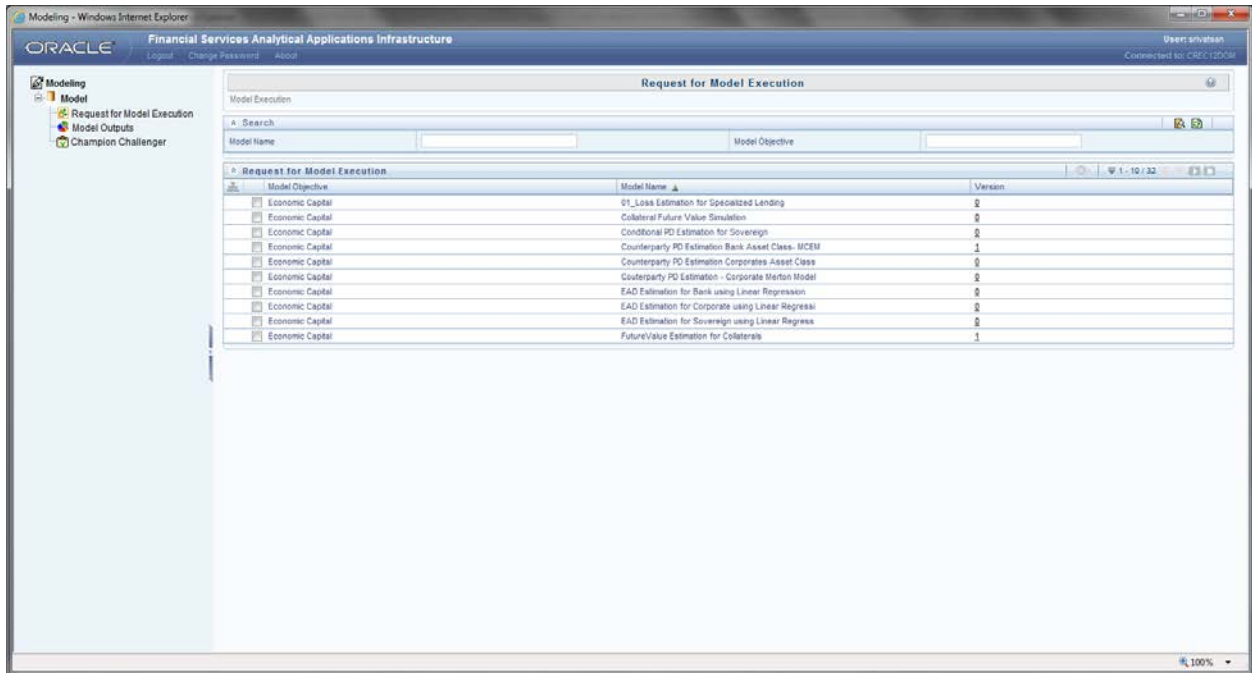 Modeling - Windows Internet Explorer
ORACLE
Financial Services Analytical Applications Infrastructure
User: srivatsan
Logout Change Password About
Connected to: CREC12DOM
Modeling
Model
Request for Model Execution
Model Outputs
Champion Challenger
Request for Model Execution
Model Execution
Search
Model Name
Model Objective
Request for Model Execution
1 - 10 / 32
Model Objective Model Name Version
Economic Capital 01_Loss Estimation for Specialized Lending 0
Economic Capital Collateral Future Value Simulation 0
Economic Capital Conditional PD Estimation for Sovereign 0
Economic Capital Counterparty PD Estimation Bank Asset Class- MCEM 1
Economic Capital Counterparty PD Estimation Corporates Asset Class 0
Economic Capital Couterparty PD Estimation - Corporate Merton Model 0
Economic Capital EAD Estimation for Bank using Linear Regression 0
Economic Capital EAD Estimation for Corporate using Linear Regressi 0
Economic Capital EAD Estimation for Sovereign using Linear Regress 0
Economic Capital FutureValue Estimation for Collaterals 1
100%